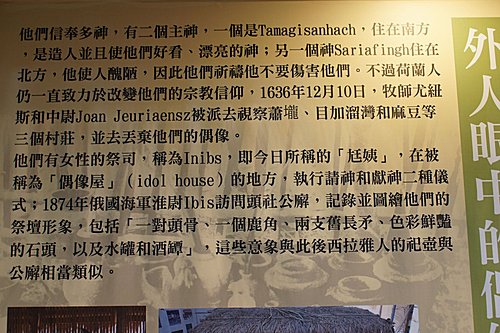 他們信奉多神，有二個主神，一個是Tamagisanhach，住在南方
，是造人並且使他們好看、漂亮的神；另一個神Sariafingh住在
北方，他使人醜陋，因此他們祈禱他不要傷害他們。不過荷蘭人
仍一直致力於改變他們的宗教信仰，1636年12月10日，牧師尤紐
斯和中尉Joan Jeuriaensz被派去視察蕭壠、目加溜灣和麻豆等
三個村莊，並去丟棄他們的偶像。
他們有女性的祭司，稱為Inibs，即今日所稱的「尪姨」，在被
稱為「偶像屋」（idol house）的地方，執行請神和獻神二種儀
式；1874年俄國海軍准尉Ibis訪問頭社公廨，記錄並圖繪他們的
祭壇形象，包括「一對頭骨、一個鹿角、兩支舊長矛、色彩鮮豔
的石頭，以及水罐和酒罈」，這些意象與此後西拉雅人的祀壺與
公廨相當類似。
外人眼中的